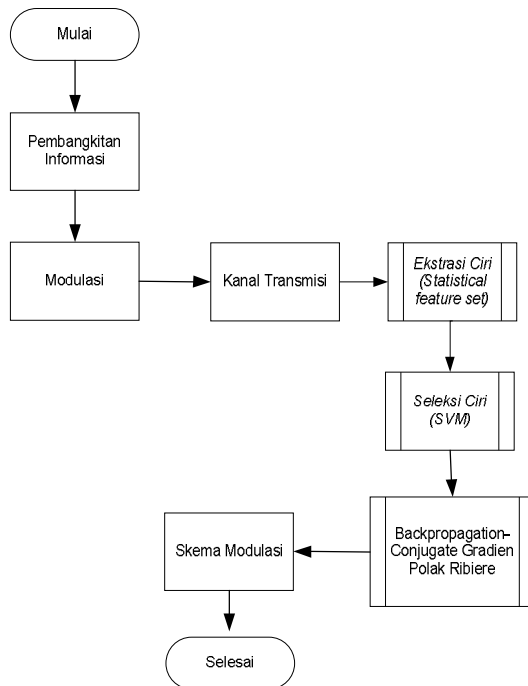 Mulai
Pembangkitan
Informasi
Modulasi
Kanal Transmisi
Ekstrasi Ciri
(Statistical
feature set)
Seleksi Ciri
(SVM)
Backpropagation–
Conjugate Gradien
Polak Ribiere
Skema Modulasi
Selesai